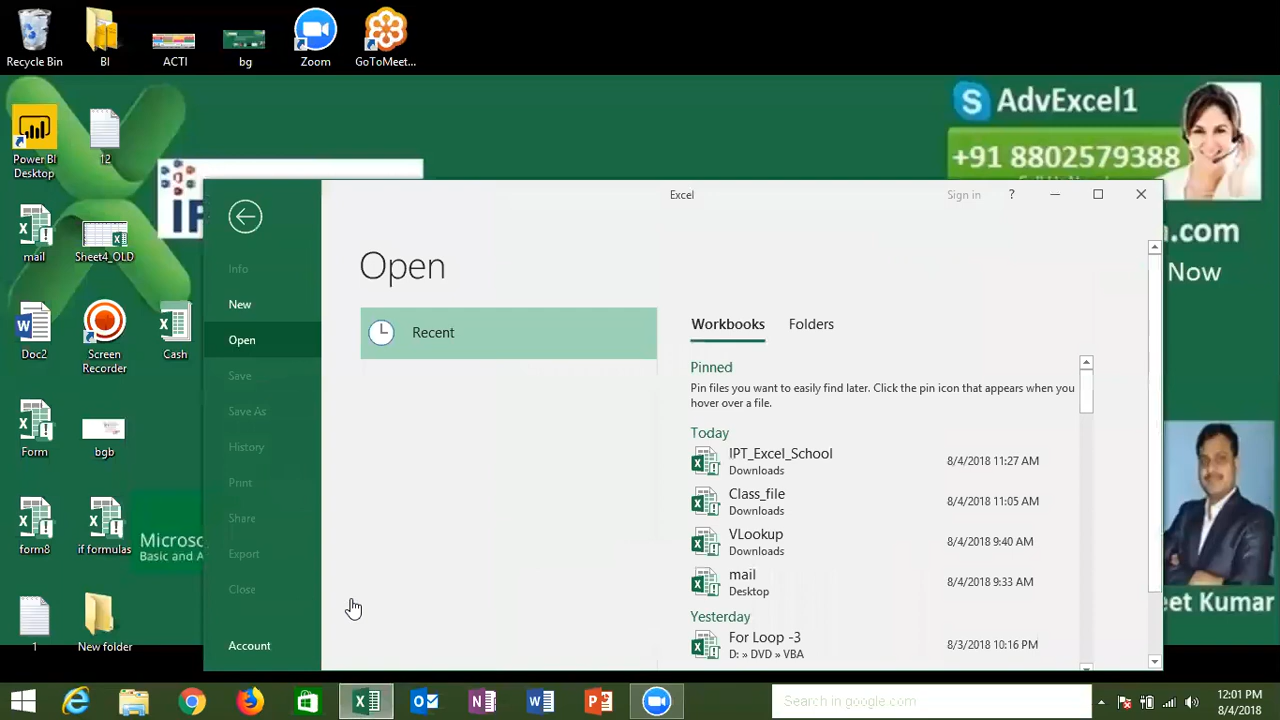 Recycle Bin
BI
ACTI
bg
Zoom
GoToMeet...
Power BI
Desktop
12
mail
Sheet4_OLD
Doc2
Screen
Recorder
Cash
Form
bgb
form8
if formulas
1
New folder
AdvExcel1
+91 8802579388
n.com
Now
eet Kumar
Microso
Basic and A
Excel
Sign in
?
Info
New
Open
Save
Save As
History
Print
Share
Export
Close
Account
Open
Recent
Workbooks
Folders
Pinned
Pin files you want to easily find later. Click the pin icon that appears when you
hover over a file.
Today
IPT_Excel_School
Downloads
8/4/2018 11:27 AM
Class_file
Downloads
8/4/2018 11:05 AM
VLookup
Downloads
8/4/2018 9:40 AM
mail
Desktop
8/4/2018 9:33 AM
Yesterday
For Loop -3
D: » DVD » VBA
8/3/2018 10:16 PM
Search in google.com
12:01 PM
8/4/2018